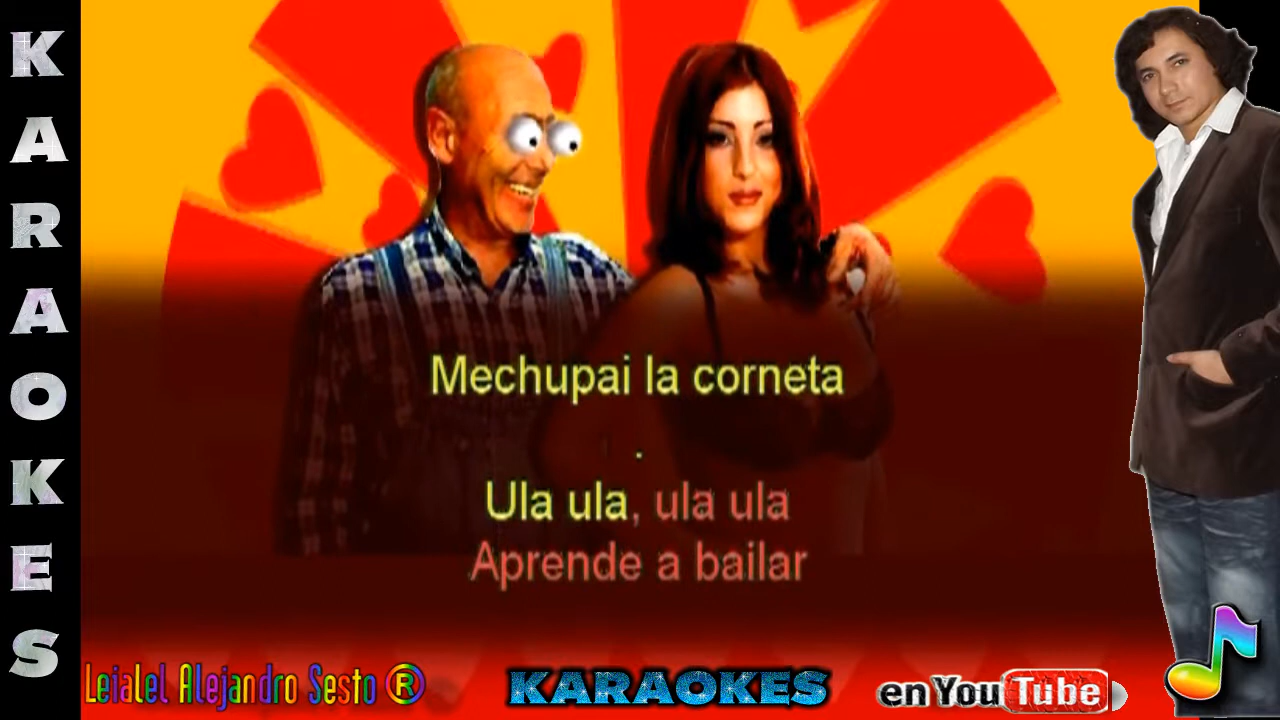 KARAOKES
Mechupai la corneta
.
Ula ula, ula ula
Aprende a bailar
Leialel Alejandro Sesto ®
KARAOKES
en YouTube